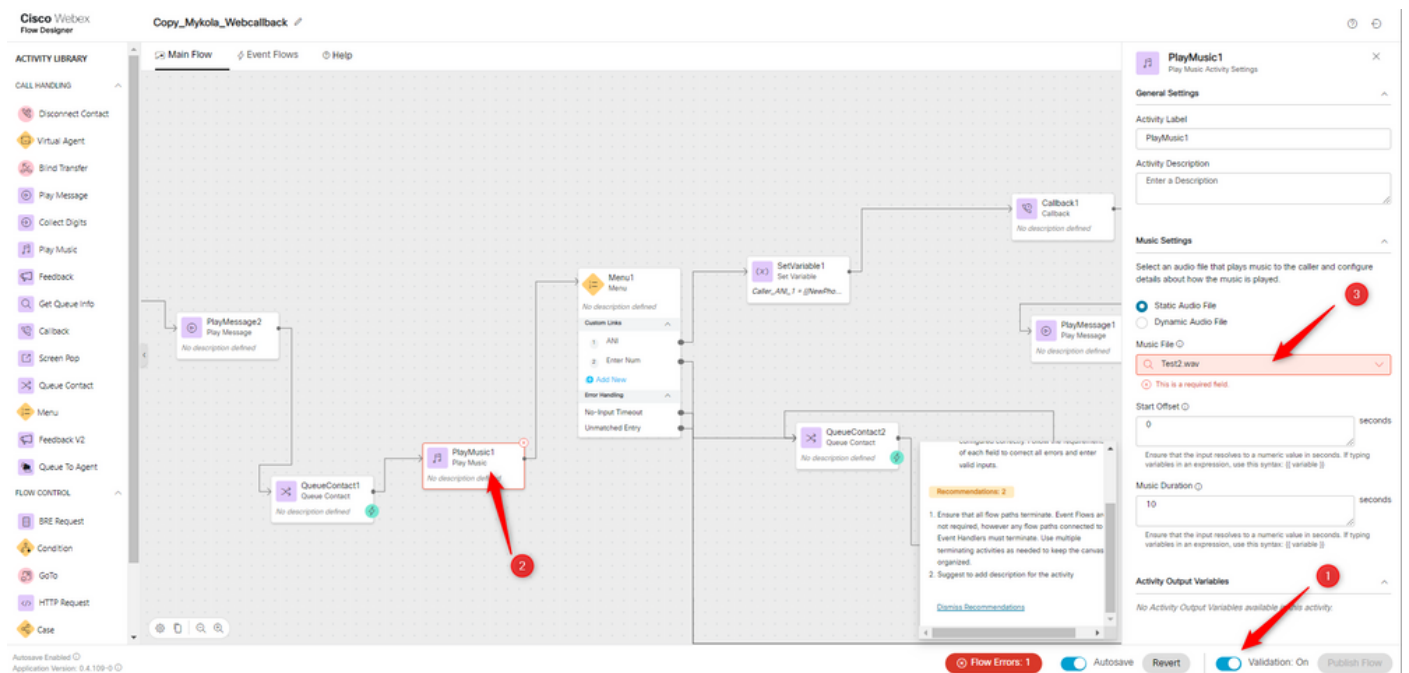 Cisco Webex
Flow Designer
Copy_Mykola_Webcallback
ACTIVITY LIBRARY
CALL HANDLING
Disconnect Contact
Virtual Agent
Blind Transfer
Play Message
Collect Digits
Play Music
Feedback
Get Queue Info
Callback
Screen Pop
Queue Contact
Menu
Feedback V2
Queue To Agent
FLOW CONTROL
BRE Request
Condition
GoTo
HTTP Request
Case
Autosave Enabled
Application Version: 0.4.109-0
Main Flow
Event Flows
Help
PlayMessage2
Play Message
No description defined
QueueContact1
Queue Contact
No description defined
PlayMusic1
Play Music
No description defined
2
Menu1
Menu
No description defined
Custom Links
1 ANI
2 Enter Num
Add New
Error Handling
No-Input Timeout
Unmatched Entry
SetVariable1
Set Variable
Caller_ANI_1 = {{NewPho...
Callback1
Callback
No description defined
PlayMessage1
Play Message
No description defined
QueueContact2
Queue Contact
No description defined
configured correctly. Follow the requirement
of each field to correct all errors and enter
valid inputs.
Recommendations: 2
1. Ensure that all flow paths terminate. Event Flows are
not required, however any flow paths connected to
Event Handlers must terminate. Use multiple
terminating activities as needed to keep the canvas
organized.
2. Suggest to add description for the activity
Dismiss Recommendations
PlayMusic1
Play Music Activity Settings
General Settings
Activity Label
PlayMusic1
Activity Description
Enter a Description
Music Settings
Select an audio file that plays music to the caller and configure
details about how the music is played.
Static Audio File
Dynamic Audio File
3
Music File
Test2.wav
This is a required field.
Start Offset
0
seconds
Ensure that the input resolves to a numeric value in seconds. If typing
variables in an expression, use this syntax: {{ variable }}
Music Duration
10
seconds
Ensure that the input resolves to a numeric value in seconds. If typing
variables in an expression, use this syntax: {{ variable }}
Activity Output Variables
1
No Activity Output Variables available in this activity.
Flow Errors: 1
Autosave
Revert
Validation: On
Publish Flow